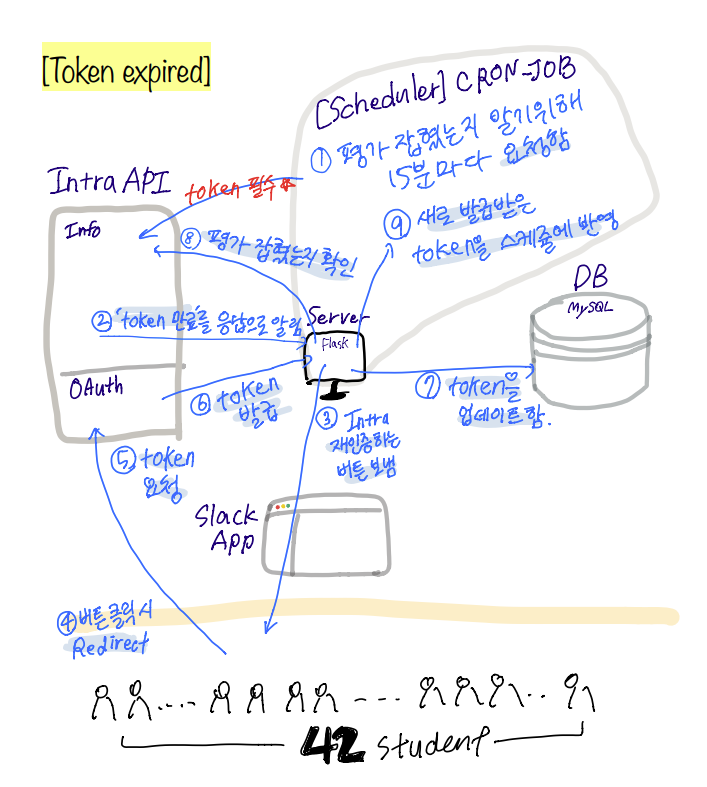 [Token expired]
[Scheduler] CRON-JOB
① 평가 잡혔는지 알기위해
15분마다 요청함
Intra API
token 필수 *
Info
⑧ 평가 잡혔는지 확인
⑨ 새로 발급받은
token을 스케쥴에 반영
② 'token 만료'를 응답으로 알림
Server
Flask
DB
MySQL
OAuth
⑥ token
발급
③ Intra
재인증하는
버튼 보냄
⑦ token을
업데이트함.
⑤ token
요청
Slack
App
④ 버튼 클릭 시
Redirect
42 student